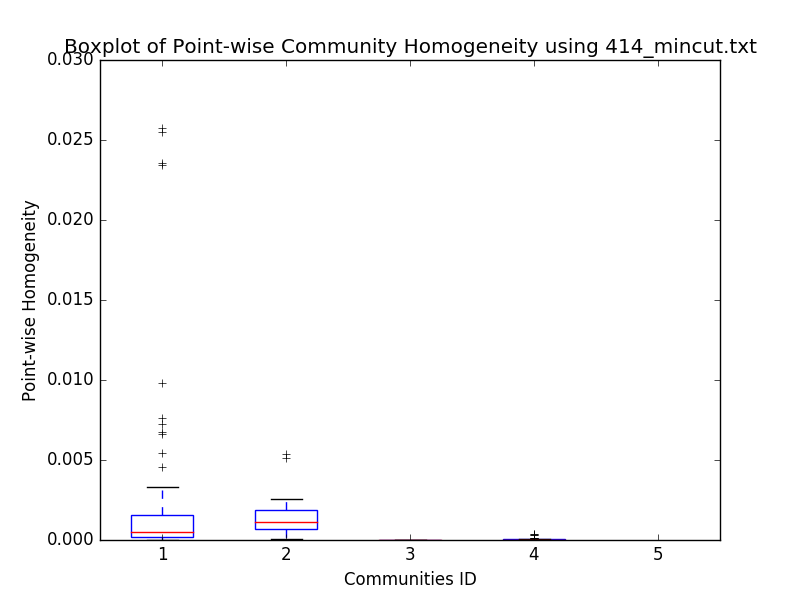 Boxplot of Point-wise Community Homogeneity using 414_mincut.txt
0.030
0.025
0.020
0.015
0.010
0.005
0.000
Point-wise Homogeneity
1 2 3 4 5
Communities ID